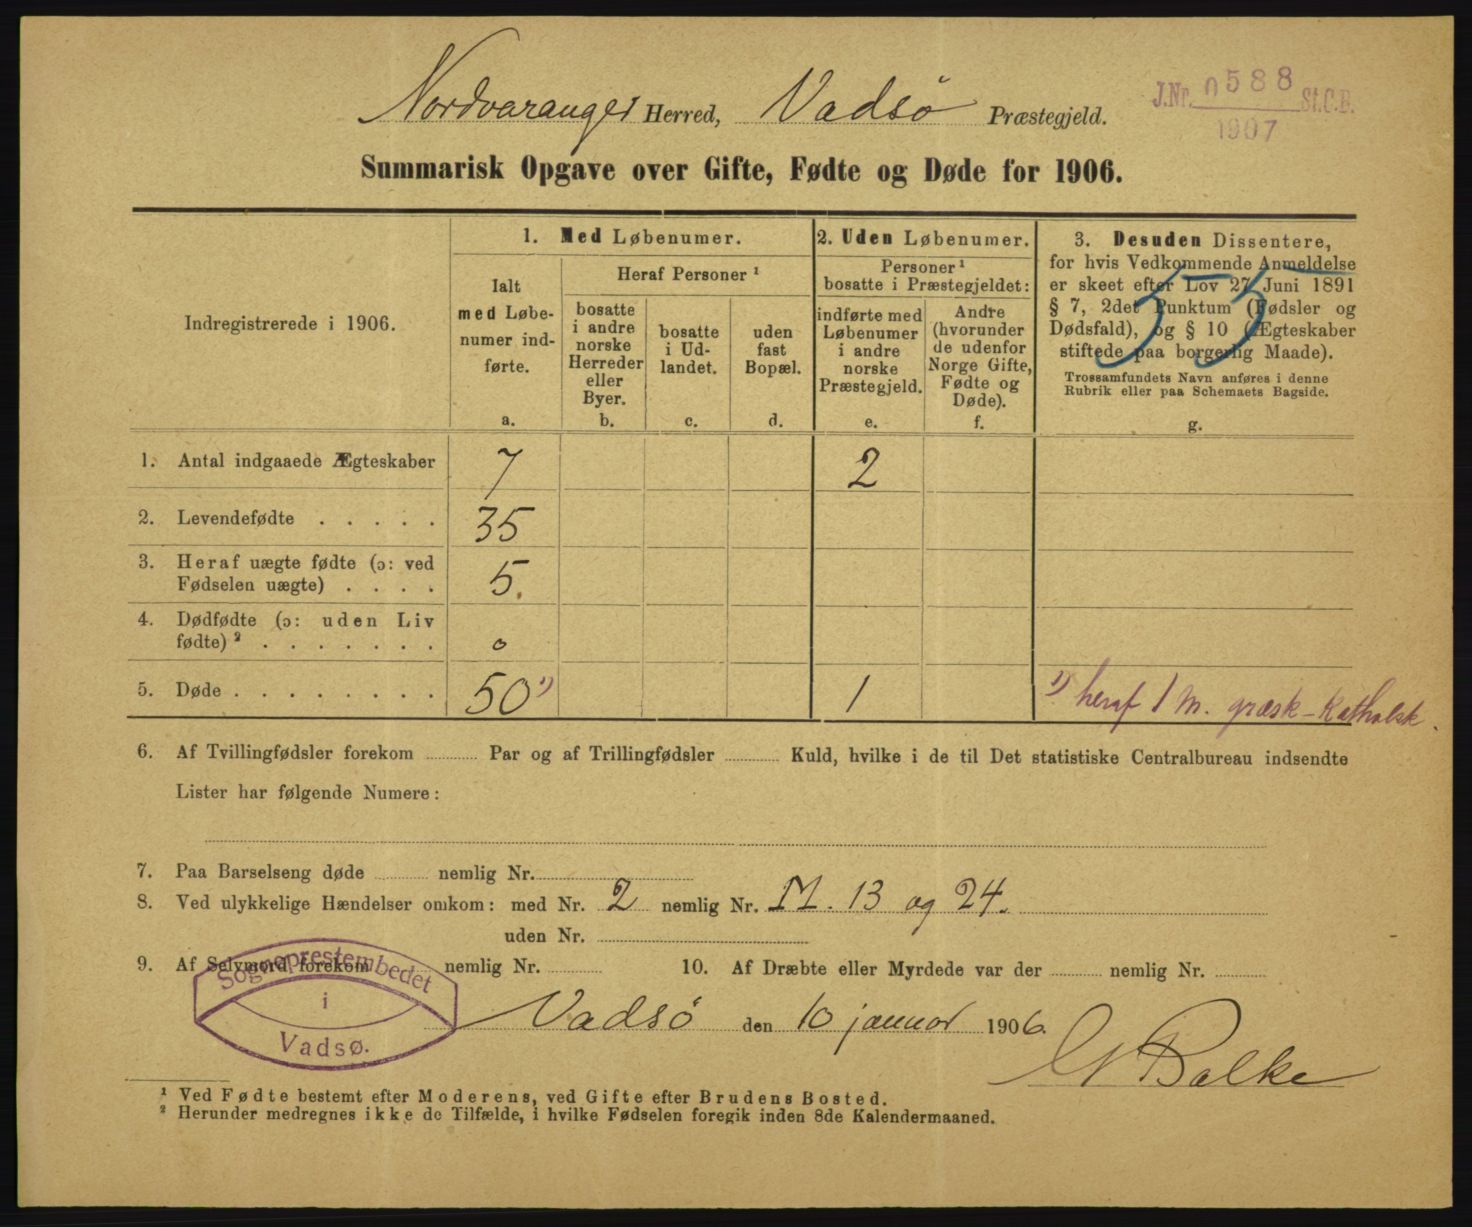 Nordvaranger Herred, Vadsø Præstegjeld.
J.Nr. 0588 St.C.B.
1907
Summarisk Opgave over Gifte, Fødte og Døde for 1906.
Indregistrerede i 1906.
1. Med Løbenumer.
Ialt
med Løbe-
numer ind-
førte.
a.
Heraf Personer ¹
bosatte
i andre
norske
Herreder
eller
Byer.
b.
bosatte
i Ud-
landet.
c.
uden
fast
Bopæl.
d.
2. Uden Løbenumer.
Personer ¹
bosatte i Præstegjeldet:
indførte med
Løbenumer
i andre
norske
Præstegjeld.
e.
Andre
(hvorunder
de udenfor
Norge Gifte,
Fødte og
Døde).
f.
3. Desuden Dissentere,
for hvis Vedkommende Anmeldelse
er skeet efter Lov 27 Juni 1891
§ 7, 2det Punktum (Fødsler og
Dødsfald), og § 10 (Ægteskaber
stiftede paa borgerlig Maade).
Trossamfundets Navn anføres i denne
Rubrik eller paa Schemaets Bagside.
g.
55
1. Antal indgaaede Ægteskaber 7 2
2. Levendefødte . . . . . 35
3. Heraf uægte fødte (ɔ: ved
Fødselen uægte) . . . . 5.
4. Dødfødte (ɔ: uden Liv
fødte) ² . . . . . . . 0
5. Døde . . . . . . . . 50 ¹) 1 ¹) heraf 1 m. græsk-katholsk.
6. Af Tvillingfødsler forekom Par og af Trillingfødsler Kuld, hvilke i de til Det statistiske Centralbureau indsendte
Lister har følgende Numere:
7. Paa Barselseng døde nemlig Nr.
8. Ved ulykkelige Hændelser omkom: med Nr. 2 nemlig Nr. M. 13 og 24.
uden Nr.
9. Af Selvmord forekom nemlig Nr. 10. Af Dræbte eller Myrdede var der nemlig Nr.
Sogneprestembedet
i
Vadsø.
Vadsø den 10 januar 1906.
G Balke
¹ Ved Fødte bestemt efter Moderens, ved Gifte efter Brudens Bosted.
² Herunder medregnes ikke de Tilfælde, i hvilke Fødselen foregik inden 8de Kalendermaaned.